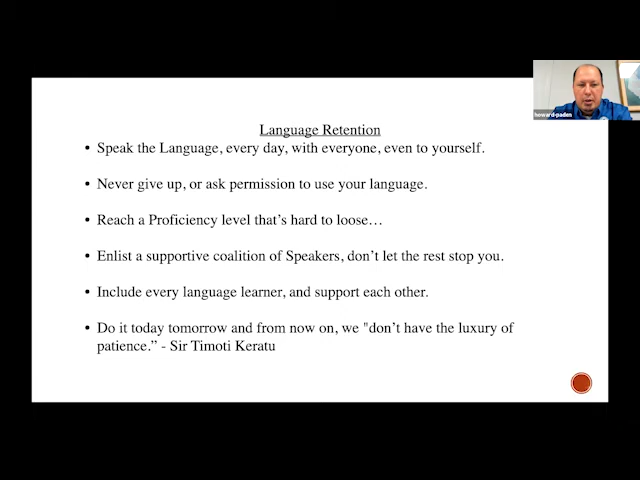 howard-paden
Language Retention
• Speak the Language, every day, with everyone, even to yourself.
• Never give up, or ask permission to use your language.
• Reach a Proficiency level that’s hard to loose…
• Enlist a supportive coalition of Speakers, don’t let the rest stop you.
• Include every language learner, and support each other.
• Do it today tomorrow and from now on, we "don’t have the luxury of
patience.” - Sir Timoti Keratu